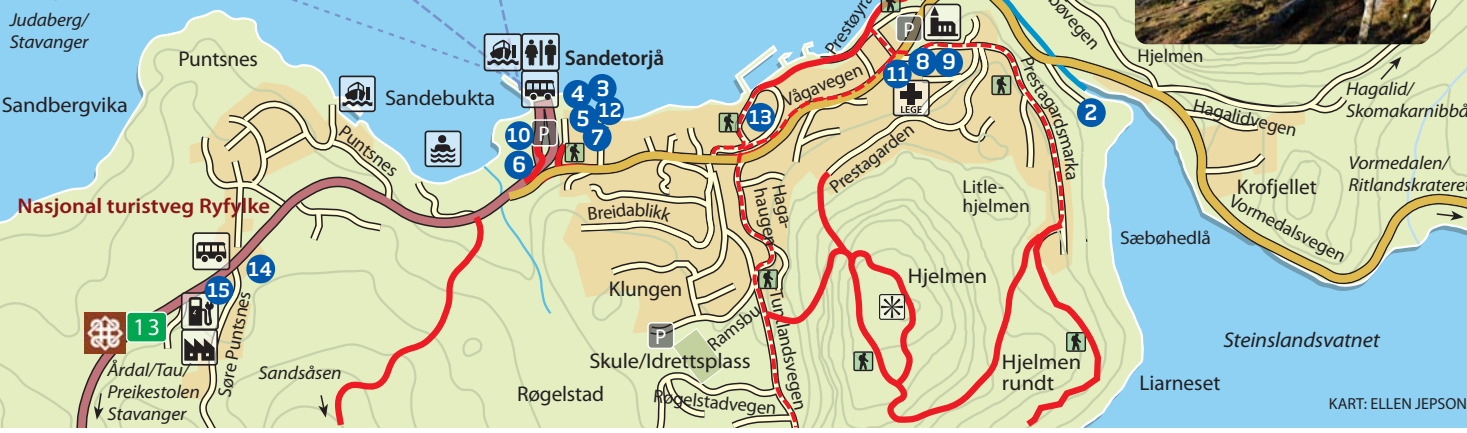 Judaberg/
Stavanger
Puntsnes
Sandbergvika
Sandebukta
Puntsnes
Sandetorjå
4
3
5
12
7
10
P
6
Prestøyra
P
8
9
11
LEGE
Vågavegen
13
Prestagarden
Prestagardsmarka
bøvegen
Hjelmen
2
Hagalidvegen
Hagalid/
Skomakarnibbå
Krofjellet
Vormedalen/
Ritlandskrateret
Vormedalsvegen
Nasjonal turistveg Ryfylke
14
15
13
Søre Puntsnes
Årdal/Tau/
Preikestolen
Stavanger
Sandsåsen
Breidablikk
Klungen
Haga-
haugen
P
Ramsbu
Skule/Idrettsplass
Røgelstad
Røgelstadvegen
Litle-
hjelmen
Hjelmen
Hjelmen
rundt
Sæbøhedlå
Steinslandsvatnet
Liarneset
KART: ELLEN JEPSON